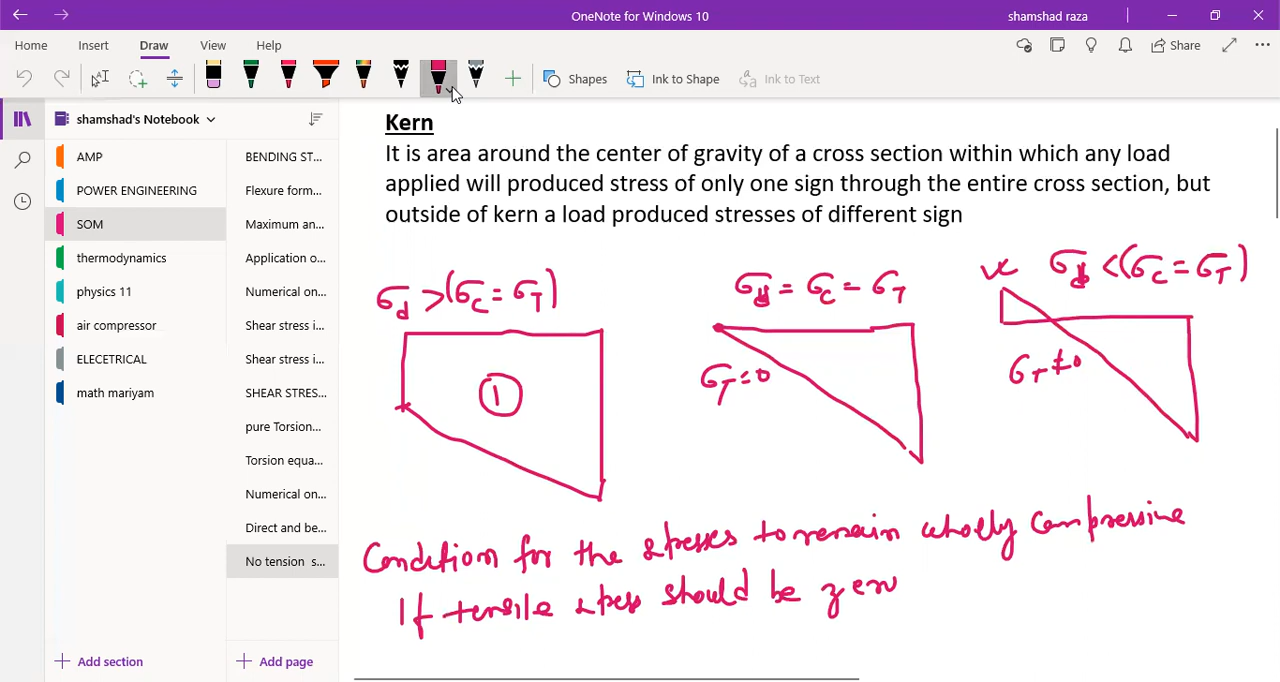 OneNote for Windows 10
shamshad raza
Home Insert Draw View Help
Share
Shapes
Ink to Shape
Ink to Text
shamshad's Notebook
AMP
POWER ENGINEERING
SOM
thermodynamics
physics 11
air compressor
ELECETRICAL
math mariyam
Add section
BENDING ST...
Flexure form...
Maximum an...
Application o...
Numerical on...
Shear stress i...
Shear stress i...
SHEAR STRES...
pure Torsion...
Torsion equa...
Numerical on...
Direct and be...
No tension s...
Add page
Kern
It is area around the center of gravity of a cross section within which any load
applied will produced stress of only one sign through the entire cross section, but
outside of kern a load produced stresses of different sign
σd >(σc = σT)
σd = σc = σT
σd <(σc = σT)
1
σT = 0
σT ≠ 0
Condition for the stresses to remain wholly compressive
If tensile stress should be zero